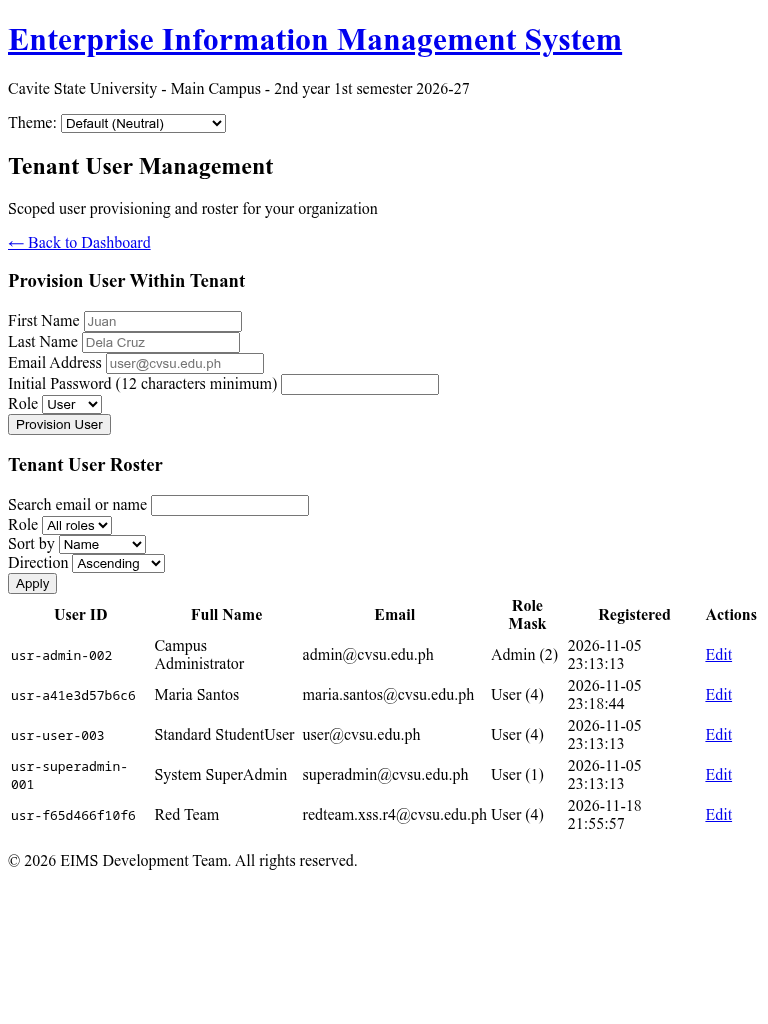 Enterprise Information Management System
Cavite State University - Main Campus - 2nd year 1st semester 2026-27
Theme: Default (Neutral)
Tenant User Management
Scoped user provisioning and roster for your organization
← Back to Dashboard
Provision User Within Tenant
First Name Juan
Last Name Dela Cruz
Email Address user@cvsu.edu.ph
Initial Password (12 characters minimum)
Role User
Provision User
Tenant User Roster
Search email or name
Role All roles
Sort by Name
Direction Ascending
Apply
User ID Full Name Email Role Mask Registered Actions
usr-admin-002 Campus Administrator admin@cvsu.edu.ph Admin (2) 2026-11-05 23:13:13 Edit
usr-a41e3d57b6c6 Maria Santos maria.santos@cvsu.edu.ph User (4) 2026-11-05 23:18:44 Edit
usr-user-003 Standard StudentUser user@cvsu.edu.ph User (4) 2026-11-05 23:13:13 Edit
usr-superadmin-001 System SuperAdmin superadmin@cvsu.edu.ph User (1) 2026-11-05 23:13:13 Edit
usr-f65d466f10f6 Red Team redteam.xss.r4@cvsu.edu.ph User (4) 2026-11-18 21:55:57 Edit
© 2026 EIMS Development Team. All rights reserved.